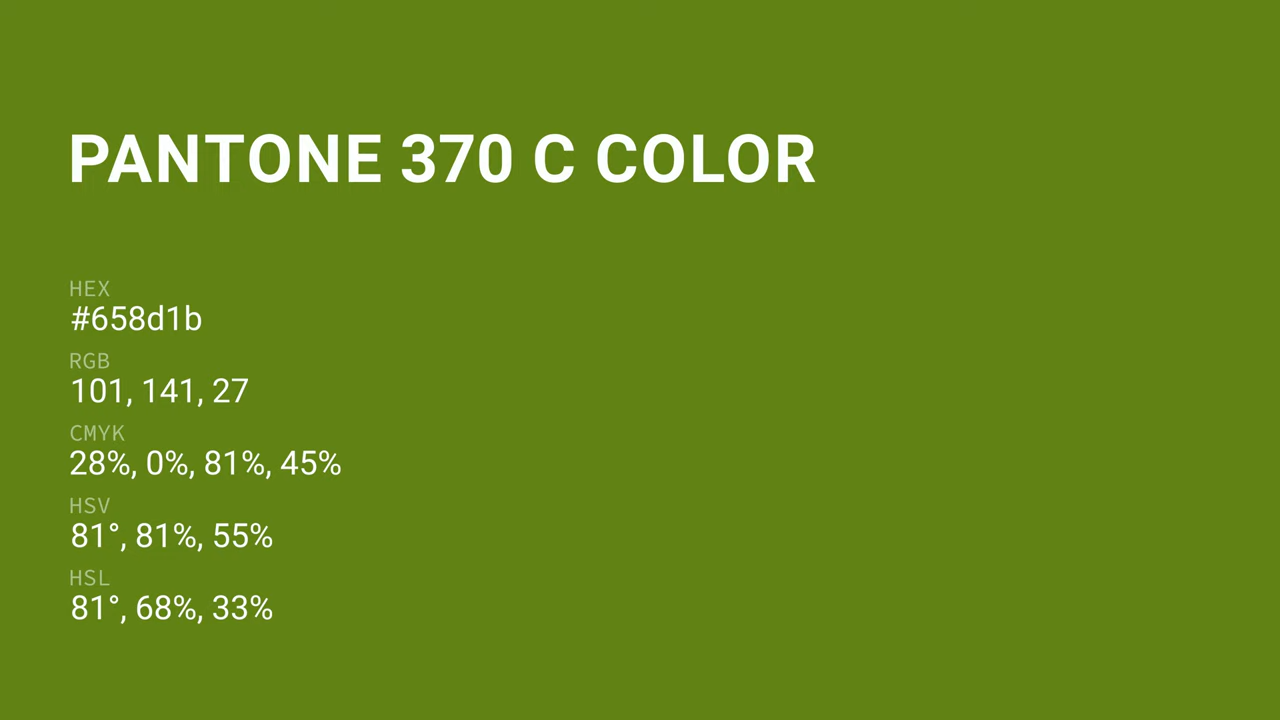 PANTONE 370 C COLOR
HEX
#658d1b
RGB
101, 141, 27
CMYK
28%, 0%, 81%, 45%
HSV
81°, 81%, 55%
HSL
81°, 68%, 33%